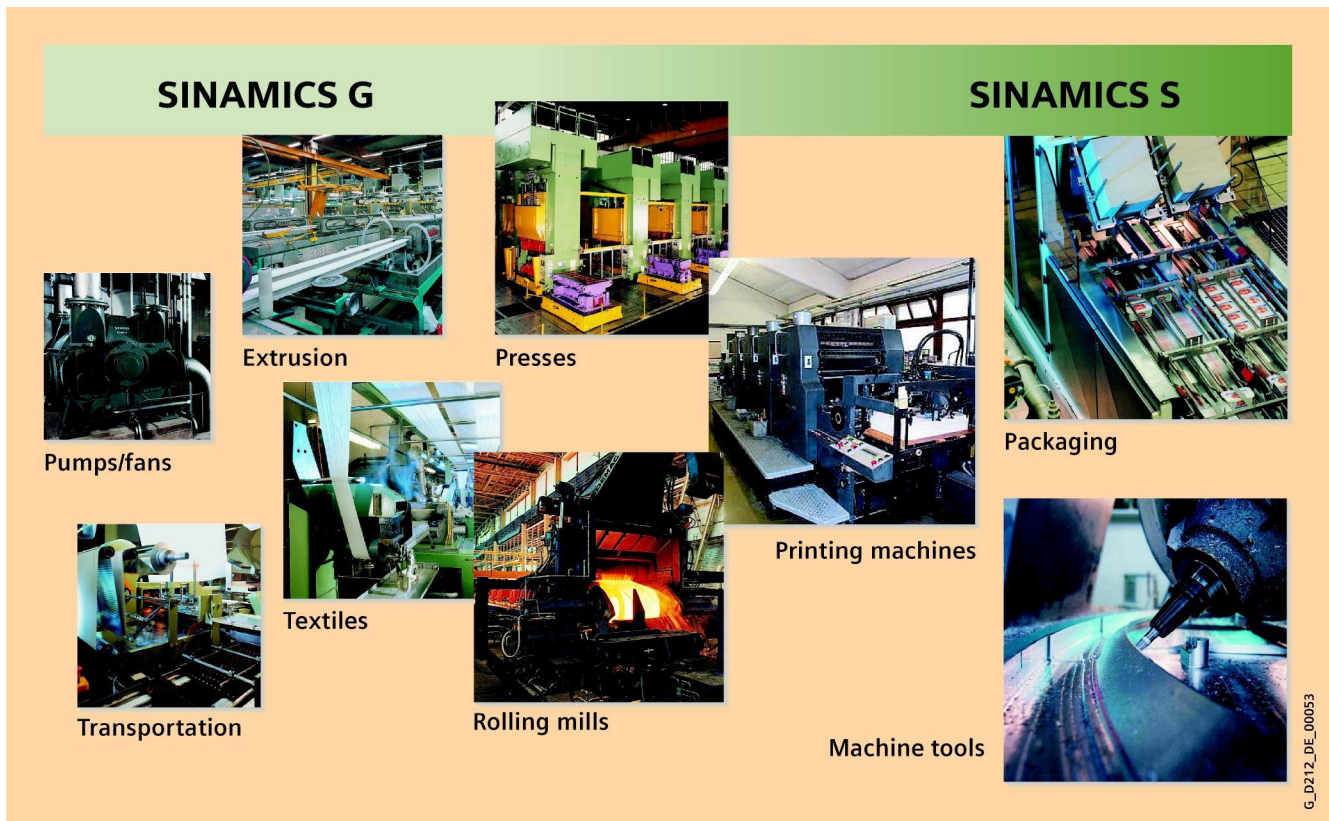 SINAMICS G
SINAMICS S
Extrusion
Presses
Pumps/fans
Packaging
Printing machines
Textiles
Transportation
Rolling mills
Machine tools
G_D212_DE_00053